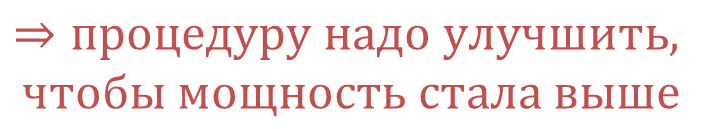 ⇒ процедуру надо улучшить,
чтобы мощность стала выше